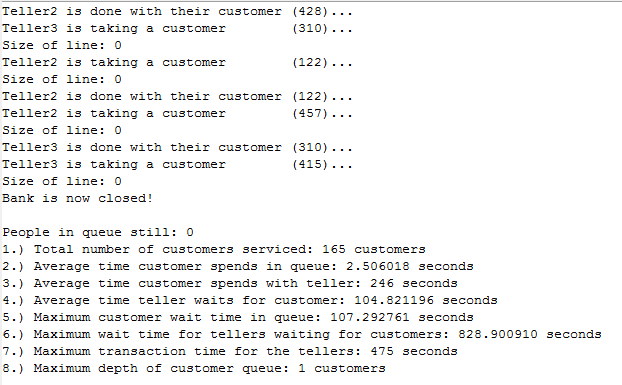 Teller2 is done with their customer (428)...
Teller3 is taking a customer        (310)...
Size of line: 0
Teller2 is taking a customer        (122)...
Size of line: 0
Teller2 is done with their customer (122)...
Teller2 is taking a customer        (457)...
Size of line: 0
Teller3 is done with their customer (310)...
Teller3 is taking a customer        (415)...
Size of line: 0
Bank is now closed!

People in queue still: 0
1.) Total number of customers serviced: 165 customers
2.) Average time customer spends in queue: 2.506018 seconds
3.) Average time customer spends with teller: 246 seconds
4.) Average time teller waits for customer: 104.821196 seconds
5.) Maximum customer wait time in queue: 107.292761 seconds
6.) Maximum wait time for tellers waiting for customers: 828.900910 seconds
7.) Maximum transaction time for the tellers: 475 seconds
8.) Maximum depth of customer queue: 1 customers